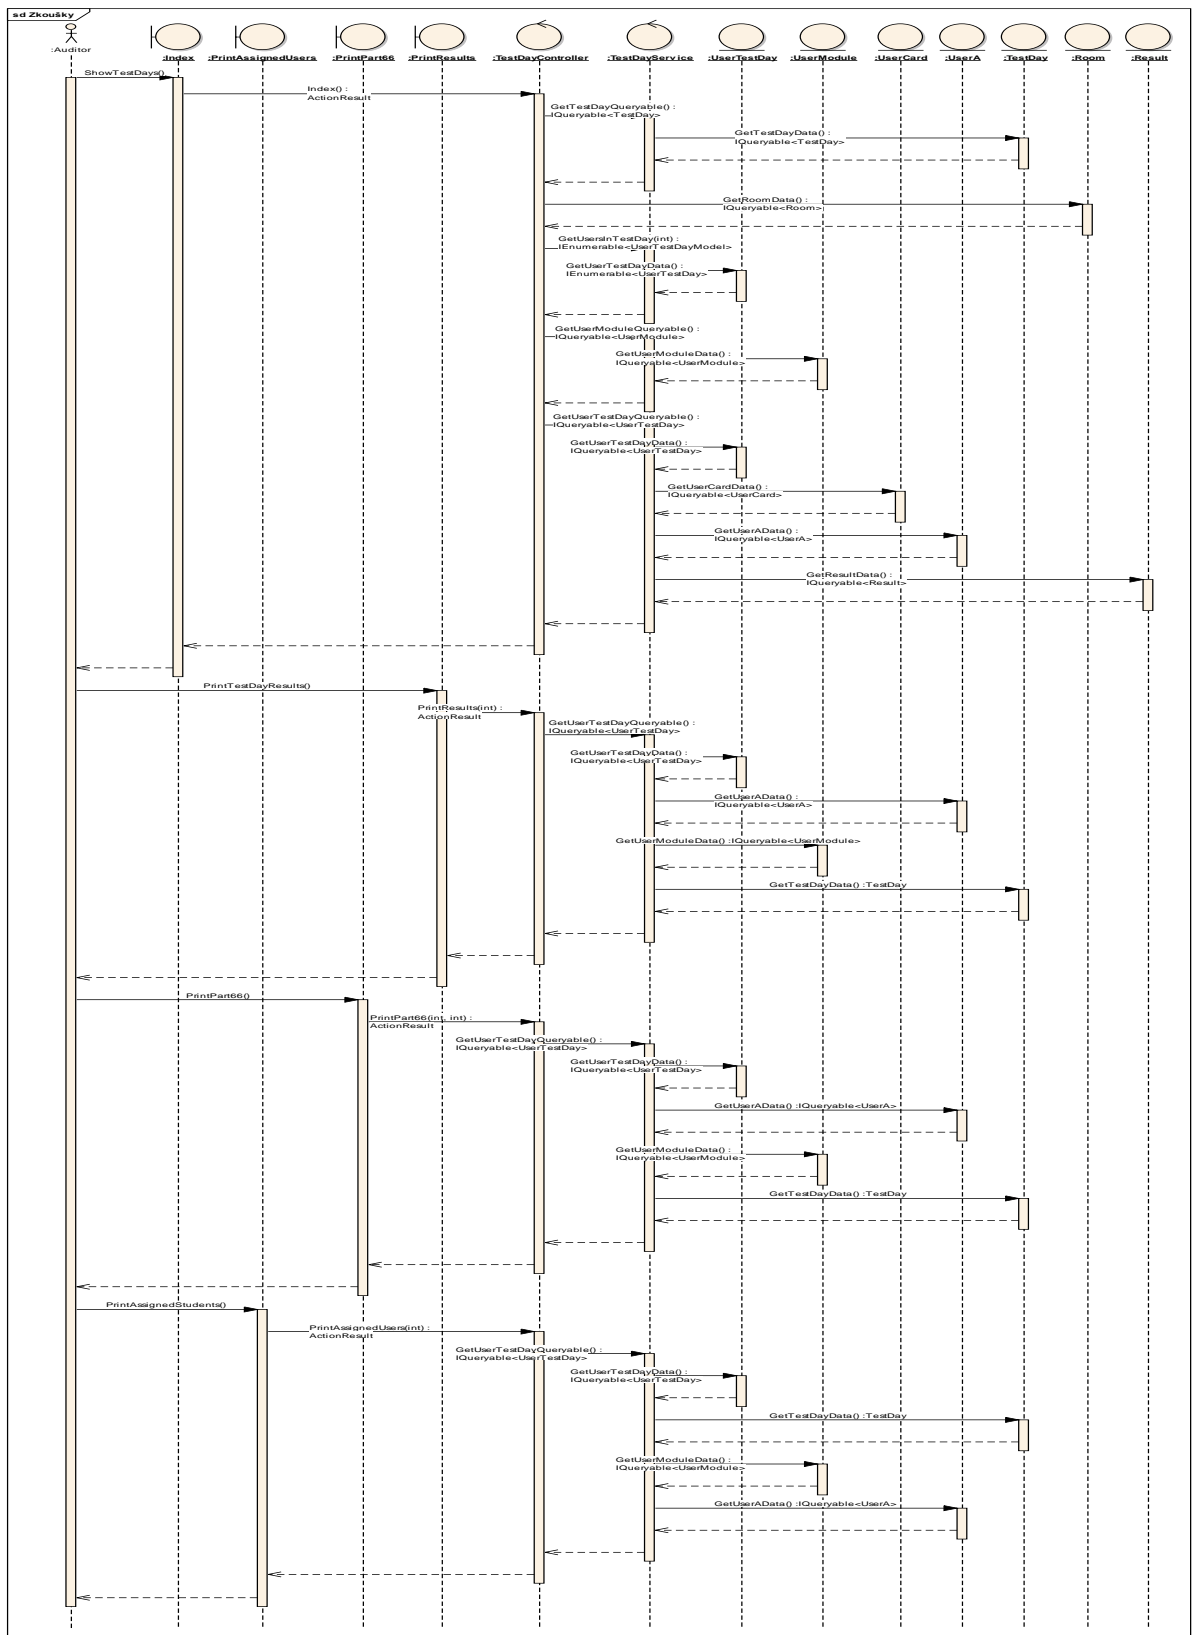 sd Zkoušky
:Auditor
:Index
:PrintAssignedUsers
:PrintPart66
:PrintResults
:TestDayController
:TestDayService
:UserTestDay
:UserModule
:UserCard
:UserA
:TestDay
:Room
:Result
ShowTestDays()
Index() :
ActionResult
GetTestDayQueryable() :
IQueryable<TestDay>
GetTestDayData() :
IQueryable<TestDay>
GetRoomData() :
IQueryable<Room>
GetUsersInTestDay(int) :
IEnumerable<UserTestDayModel>
GetUserTestDayData() :
IEnumerable<UserTestDay>
GetUserModuleQueryable() :
IQueryable<UserModule>
GetUserModuleData() :
IQueryable<UserModule>
GetUserTestDayQueryable() :
IQueryable<UserTestDay>
GetUserTestDayData() :
IQueryable<UserTestDay>
GetUserCardData() :
IQueryable<UserCard>
GetUserAData() :
IQueryable<UserA>
GetResultData() :
IQueryable<Result>
PrintTestDayResults()
PrintResults(int) :
ActionResult
GetUserTestDayQueryable() :
IQueryable<UserTestDay>
GetUserTestDayData() :
IQueryable<UserTestDay>
GetUserAData() :
IQueryable<UserA>
GetUserModuleData() :IQueryable<UserModule>
GetTestDayData() :TestDay
PrintPart66()
PrintPart66(int, int) :
ActionResult
GetUserTestDayQueryable() :
IQueryable<UserTestDay>
GetUserTestDayData() :
IQueryable<UserTestDay>
GetUserAData() :IQueryable<UserA>
GetUserModuleData() :
IQueryable<UserModule>
GetTestDayData() :TestDay
PrintAssignedStudents()
PrintAssignedUsers(int) :
ActionResult
GetUserTestDayQueryable() :
IQueryable<UserTestDay>
GetUserTestDayData() :
IQueryable<UserTestDay>
GetTestDayData() :TestDay
GetUserModuleData() :
IQueryable<UserModule>
GetUserAData() :IQueryable<UserA>